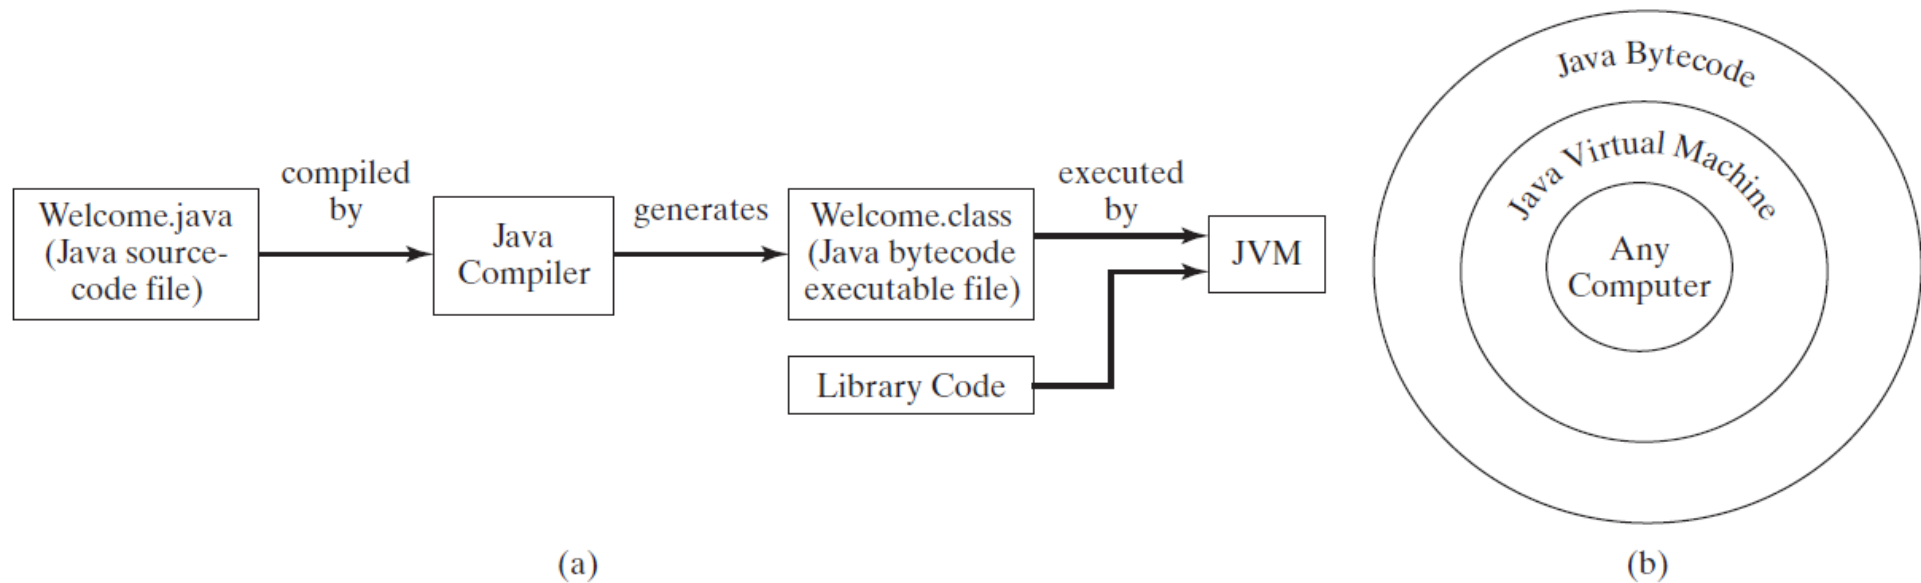 Welcome.java
(Java source-
code file)
compiled
by
Java
Compiler
generates
Welcome.class
(Java bytecode
executable file)
executed
by
JVM
Library Code
(a)
Java Bytecode
Java Virtual Machine
Any
Computer
(b)